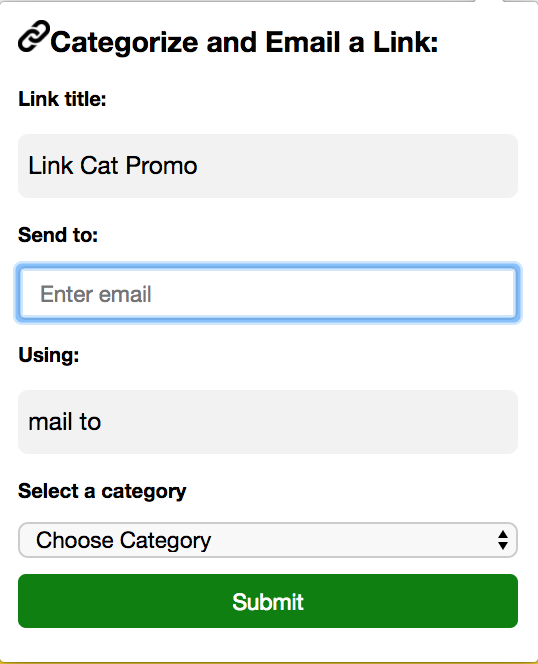 Categorize and Email a Link:
Link title:
Link Cat Promo
Send to:
Enter email
Using:
mail to
Select a category
Choose Category
Submit